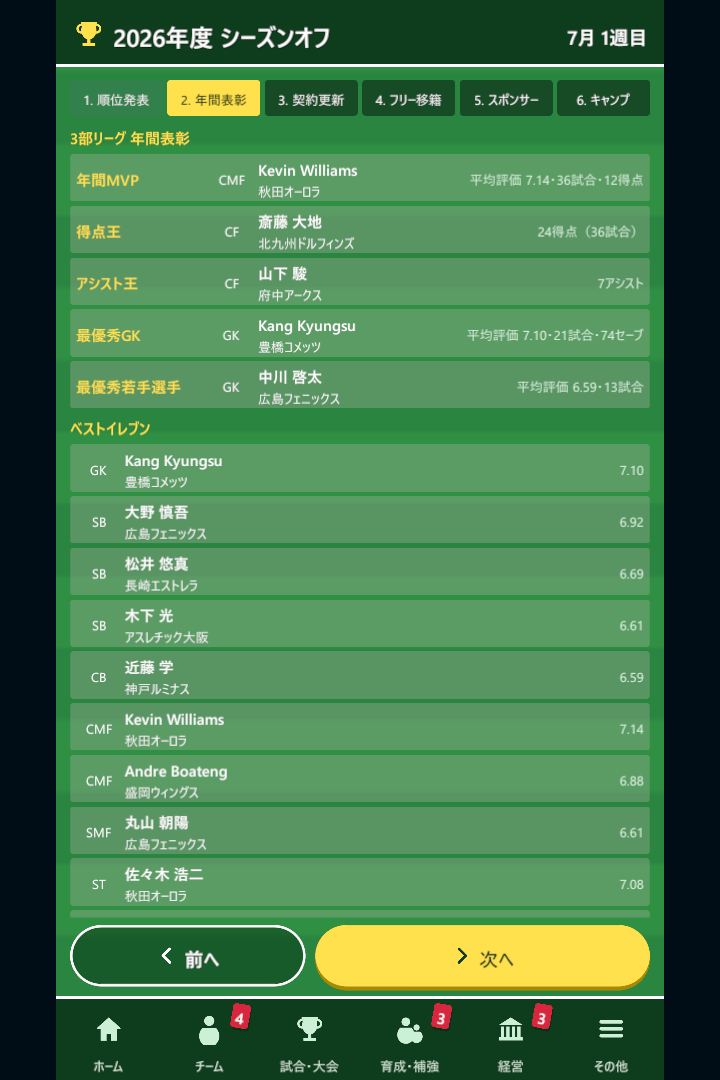 2026年度 シーズンオフ
7月 1週目
1. 順位発表
2. 年間表彰
3. 契約更新
4. フリー移籍
5. スポンサー
6. キャンプ
3部リーグ 年間表彰
年間MVP CMF Kevin Williams 平均評価 7.14・36試合・12得点
秋田オーロラ
得点王 CF 斎藤 大地 24得点（36試合）
北九州ドルフィンズ
アシスト王 CF 山下 駿 7アシスト
府中アークス
最優秀GK GK Kang Kyungsu 平均評価 7.10・21試合・74セーブ
豊橋コメッツ
最優秀若手選手 GK 中川 啓太 平均評価 6.59・13試合
広島フェニックス
ベストイレブン
GK Kang Kyungsu 7.10
豊橋コメッツ
SB 大野 慎吾 6.92
広島フェニックス
SB 松井 悠真 6.69
長崎エストレラ
SB 木下 光 6.61
アスレチック大阪
CB 近藤 学 6.59
神戸ルミナス
CMF Kevin Williams 7.14
秋田オーロラ
CMF Andre Boateng 6.88
盛岡ウィングス
SMF 丸山 朝陽 6.61
広島フェニックス
ST 佐々木 浩二 7.08
秋田オーロラ
前へ
次へ
4
3
3
ホーム
チーム
試合・大会
育成・補強
経営
その他